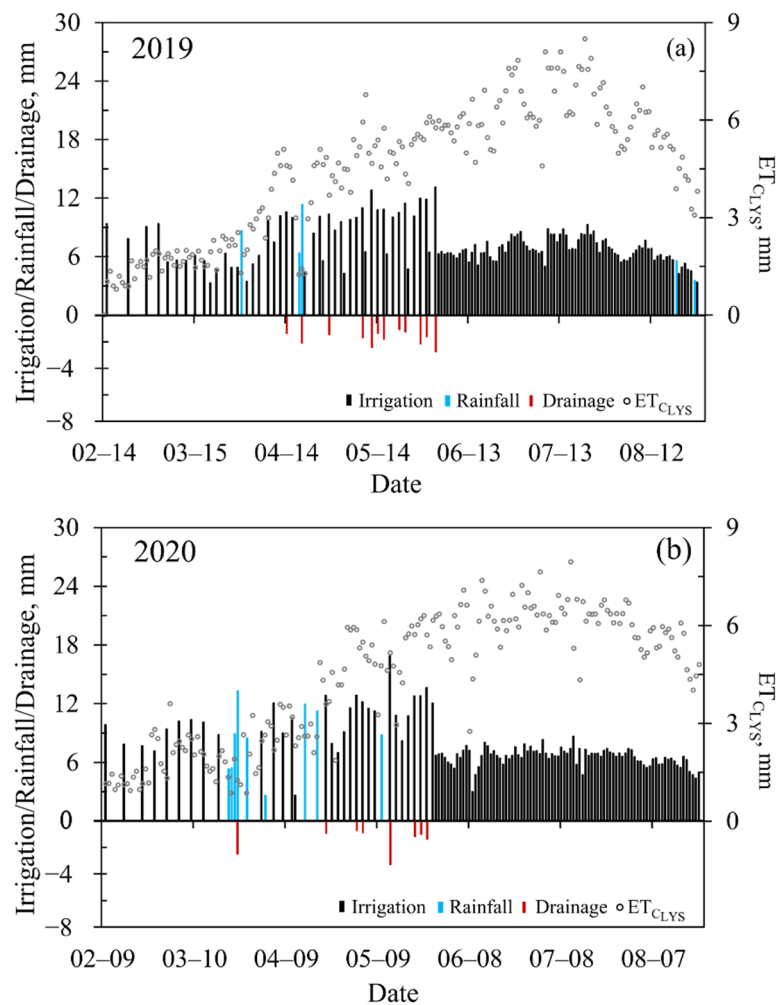 30
24
18
12
6
0
−4
−8
Irrigation/Rainfall/Drainage, mm
2019
(a)
9
6
3
0
ET_CLYS, mm
Irrigation Rainfall Drainage ET_CLYS
02–14 03–15 04–14 05–14 06–13 07–13 08–12
Date
30
24
18
12
6
0
−4
−8
Irrigation/Rainfall/Drainage, mm
2020
(b)
9
6
3
0
ET_CLYS, mm
Irrigation Rainfall Drainage ET_CLYS
02–09 03–10 04–09 05–09 06–08 07–08 08–07
Date